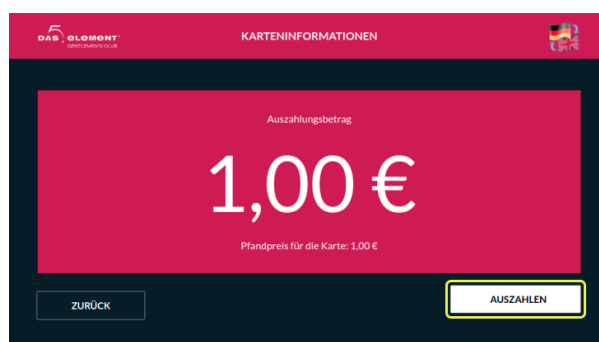 DAS 5 element
GENTLEMEN'S CLUB
KARTENINFORMATIONEN
Auszahlungsbetrag
1,00 €
Pfandpreis für die Karte: 1,00 €
ZURÜCK
AUSZAHLEN